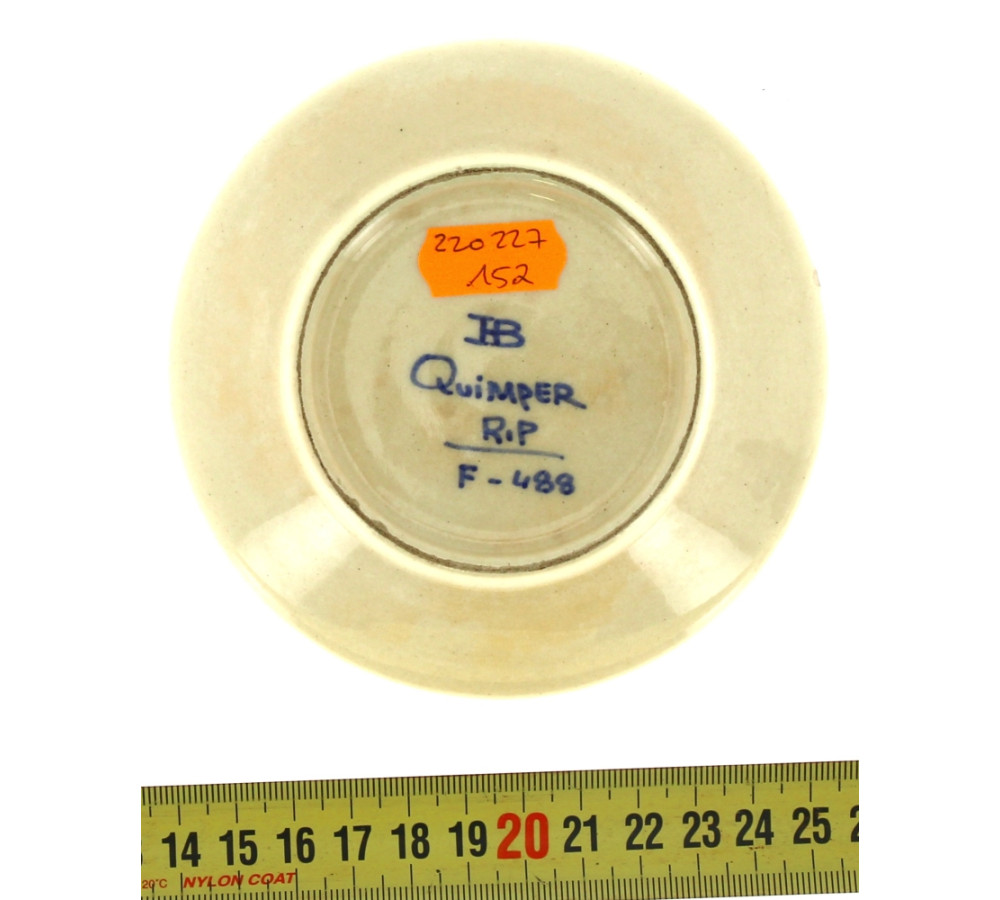 220227
152
HB
QUiMPER
R.P
F-488
14 15 16 17 18 19 20 21 22 23 24 25
20°C NYLON COAT